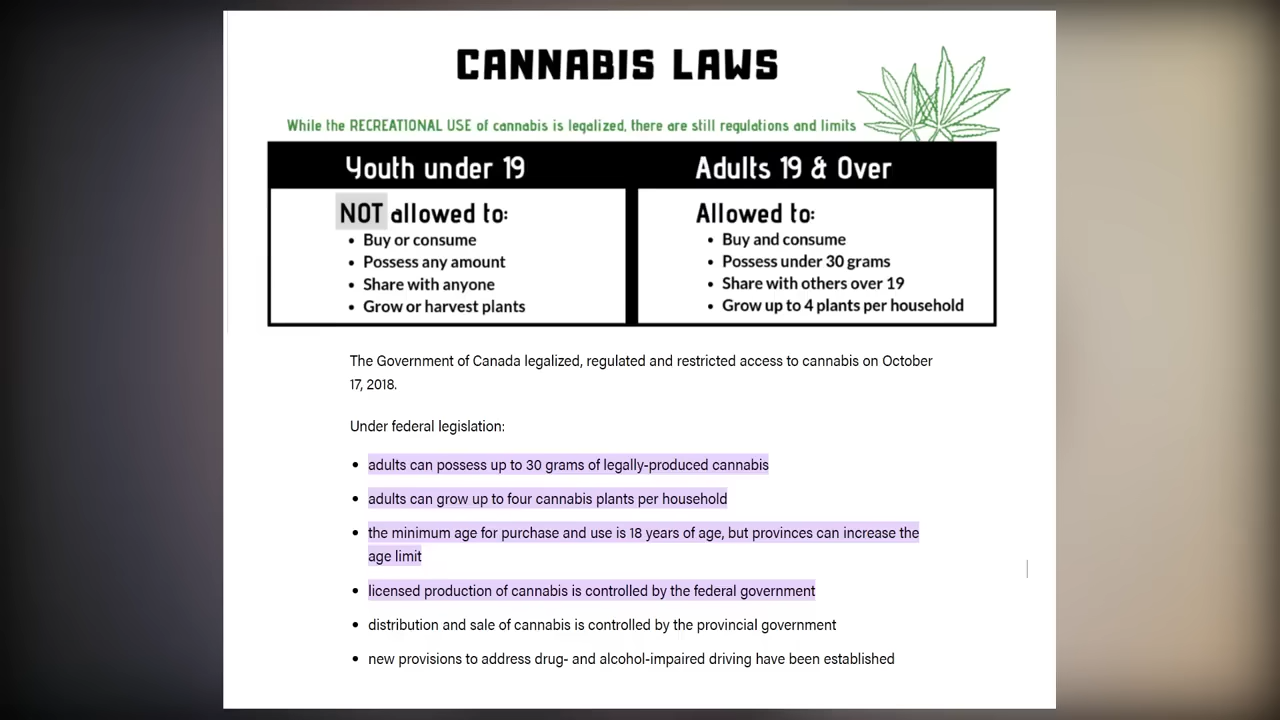 CANNABIS LAWS
While the RECREATIONAL USE of cannabis is legalized, there are still regulations and limits
Youth under 19
NOT allowed to:
• Buy or consume
• Possess any amount
• Share with anyone
• Grow or harvest plants
Adults 19 & Over
Allowed to:
• Buy and consume
• Possess under 30 grams
• Share with others over 19
• Grow up to 4 plants per household
The Government of Canada legalized, regulated and restricted access to cannabis on October
17, 2018.
Under federal legislation:
• adults can possess up to 30 grams of legally-produced cannabis
• adults can grow up to four cannabis plants per household
• the minimum age for purchase and use is 18 years of age, but provinces can increase the
age limit
• licensed production of cannabis is controlled by the federal government
• distribution and sale of cannabis is controlled by the provincial government
• new provisions to address drug- and alcohol-impaired driving have been established